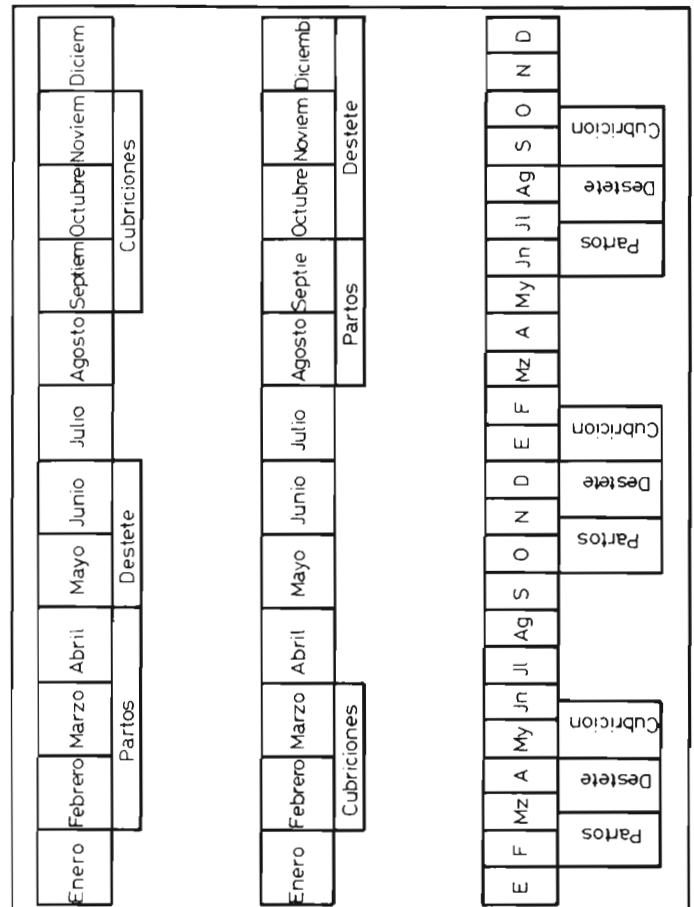 Enero Febrero Marzo Abril Mayo Junio Julio Agosto Septiem Octubre Noviem Diciem
Partos Destete Cubriciones
Enero Febrero Marzo Abril Mayo Junio Julio Agosto Septie Octubre Noviem Diciembi
Cubriciones Partos Destete
E F Mz A My Jn Jl Ag S O N D E F Mz A My Jn Jl Ag S O N D
Partos Destete Cubricion Partos Destete Cubricion Partos Destete Cubricion